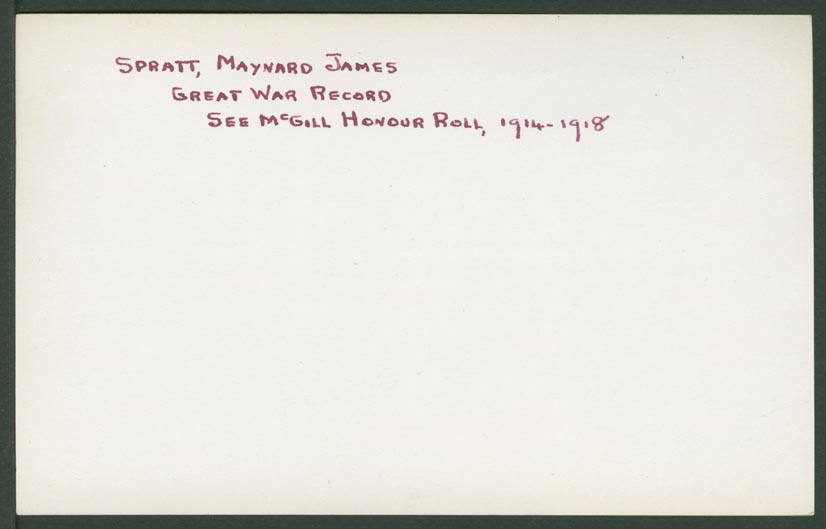 SPRATT, MAYNARD JAMES
GREAT WAR RECORD
SEE McGILL HONOUR ROLL, 1914-1918